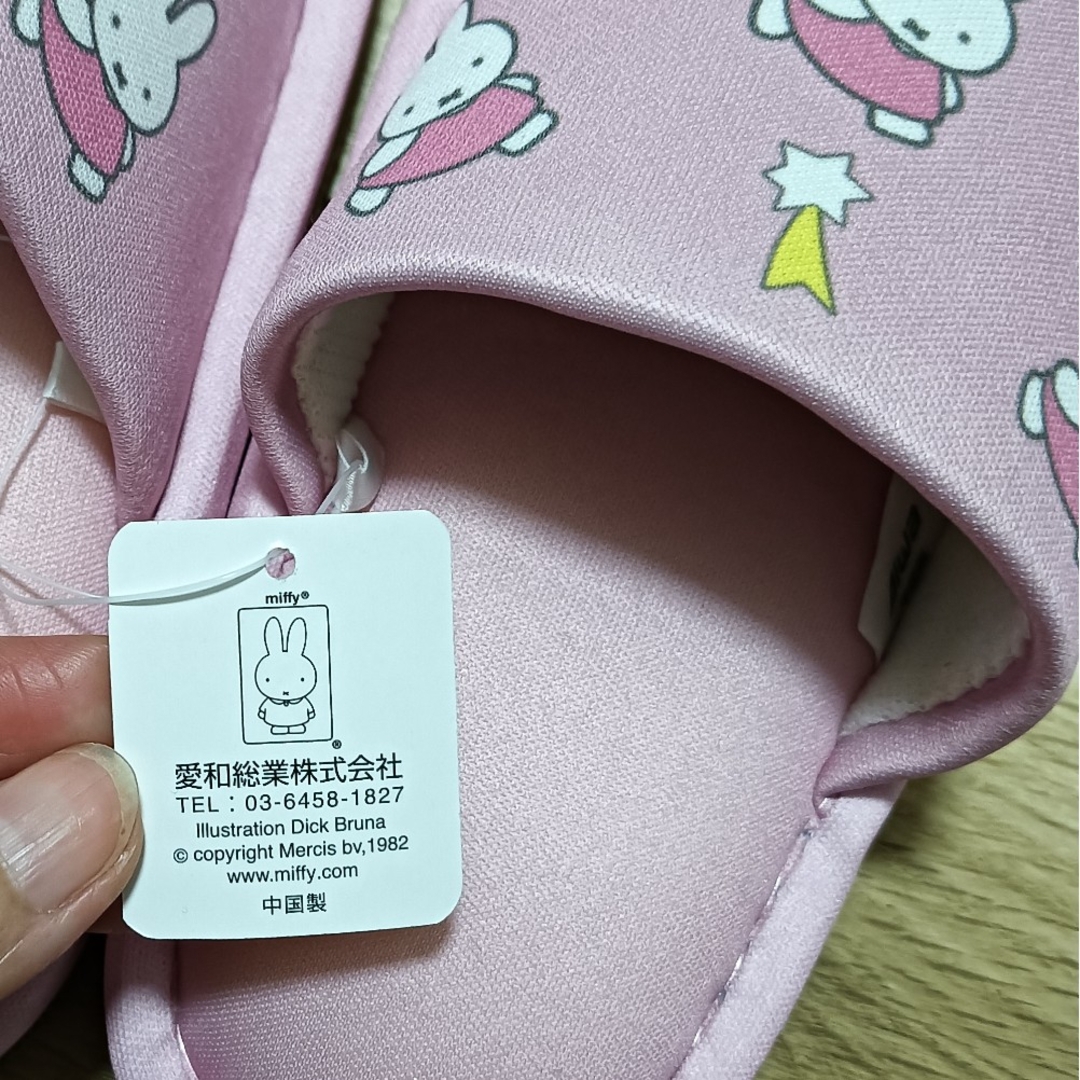 miffy®
®
愛和総業株式会社
TEL : 03-6458-1827
Illustration Dick Bruna
© copyright Mercis bv,1982
www.miffy.com
中国製